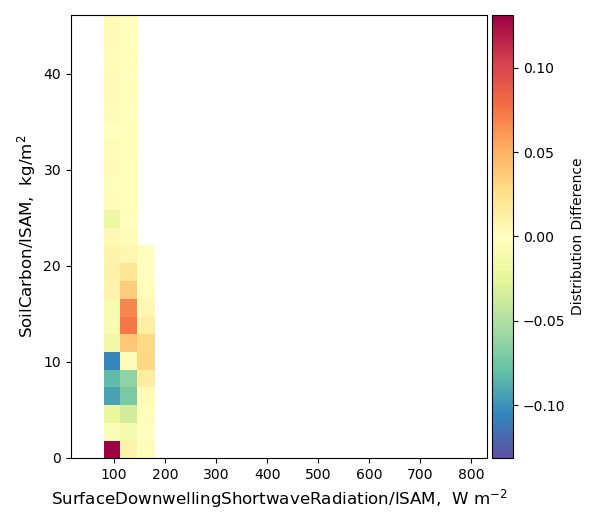 SoilCarbon/ISAM,  kg/m²
40
30
20
10
0
100 200 300 400 500 600 700 800
SurfaceDownwellingShortwaveRadiation/ISAM,  W m⁻²
0.10
0.05
0.00
−0.05
−0.10
Distribution Difference